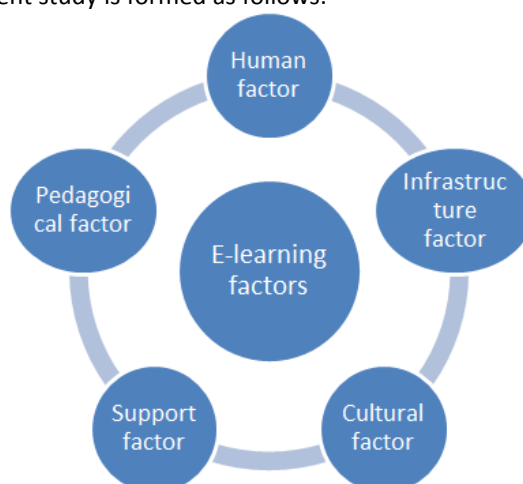 ent study is formed as follows:
Human
factor
Infrastruc
ture
factor
Pedagogi
cal factor
E-learning
factors
Support
factor
Cultural
factor